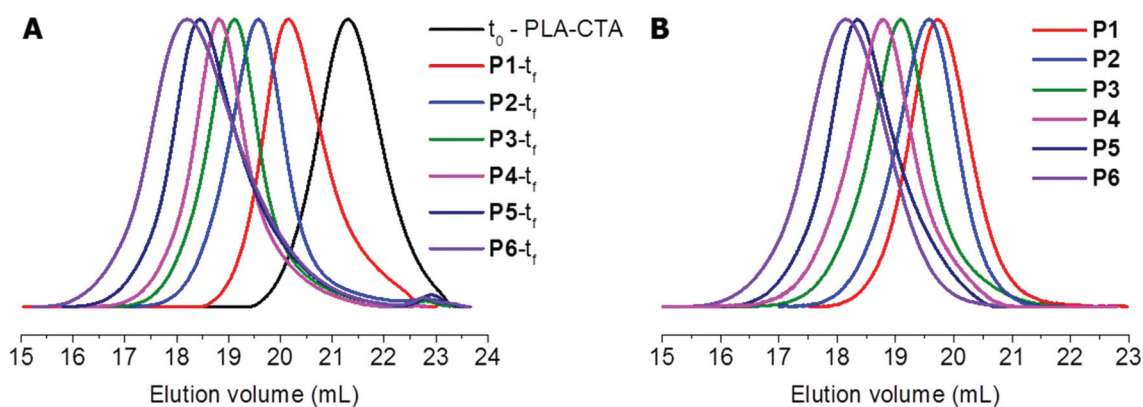 A
t₀ - PLA-CTA
P1-tf
P2-tf
P3-tf
P4-tf
P5-tf
P6-tf
15 16 17 18 19 20 21 22 23 24
Elution volume (mL)
B
P1
P2
P3
P4
P5
P6
15 16 17 18 19 20 21 22 23
Elution volume (mL)